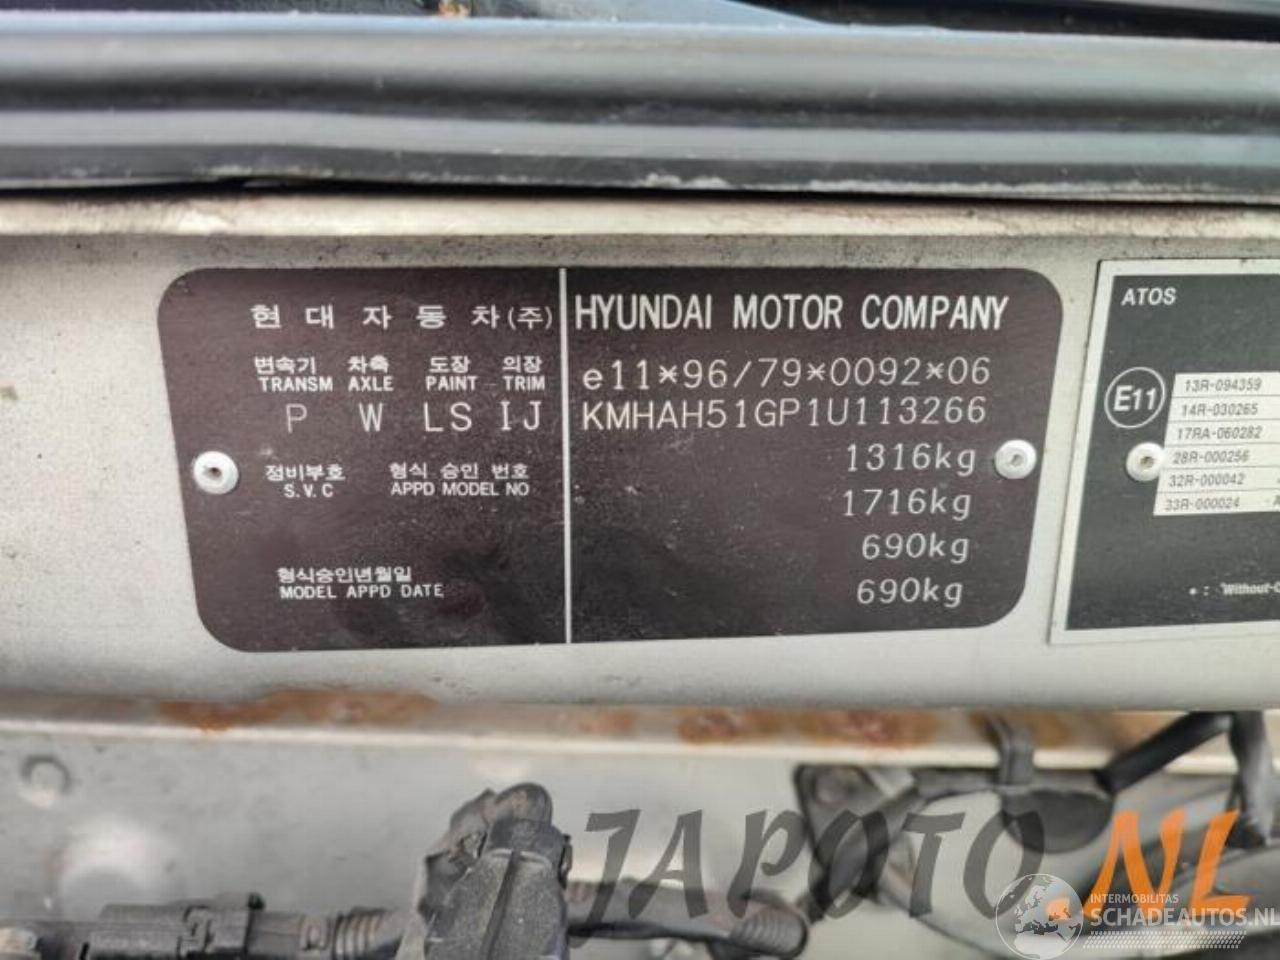 현대자동차(주) HYUNDAI MOTOR COMPANY
변속기 차축 도장 의장
TRANSM AXLE PAINT TRIM
e11*96/79*0092*06
P W LS IJ
KMHAH51GP1U113266
1316kg
정비부호 형식 승인 번호
S.V.C APPD MODEL NO
1716kg
690kg
형식승인년월일
MODEL APPD DATE
690kg
ATOS
E11
13R-094359
14R-030265
17RA-060282
28R-000256
32R-000042
33R-000024
* : Without-
JAPOTO.NL
INTERMOBILITAS
SCHADEAUTOS.NL